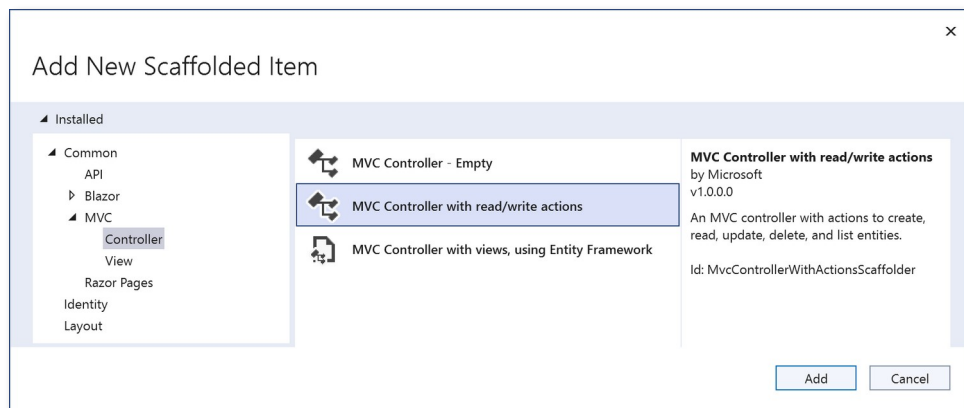 Add New Scaffolded Item
Installed
Common
API
Blazor
MVC
Controller
View
Razor Pages
Identity
Layout
MVC Controller - Empty
MVC Controller with read/write actions
MVC Controller with views, using Entity Framework
MVC Controller with read/write actions
by Microsoft
v1.0.0.0
An MVC controller with actions to create,
read, update, delete, and list entities.
Id: MvcControllerWithActionsScaffolder
Add
Cancel